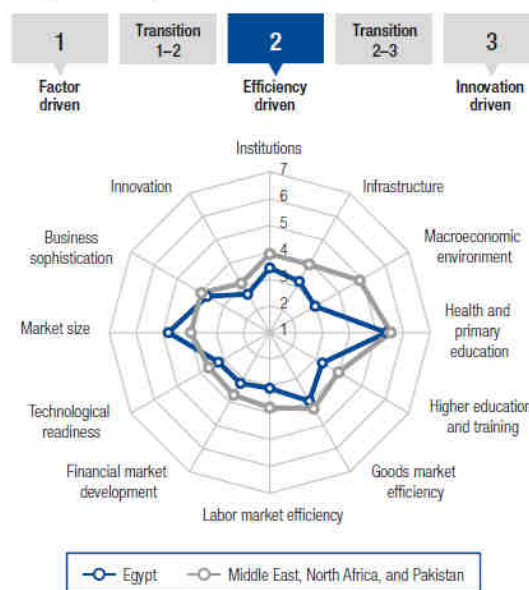 1
Transition
1–2
2
Transition
2–3
3
Factor
driven
Efficiency
driven
Innovation
driven
Institutions
7
6
5
4
3
2
1
Infrastructure
Macroeconomic
environment
Health and
primary
education
Higher education
and training
Goods market
efficiency
Labor market efficiency
Financial market
development
Technological
readiness
Market size
Business
sophistication
Innovation
Egypt
Middle East, North Africa, and Pakistan